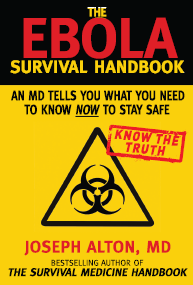 THE
EBOLA
SURVIVAL HANDBOOK
AN MD TELLS YOU WHAT YOU NEED
TO KNOW NOW TO STAY SAFE
KNOW THE
TRUTH
JOSEPH ALTON, MD
BESTSELLING AUTHOR OF
THE SURVIVAL MEDICINE HANDBOOK